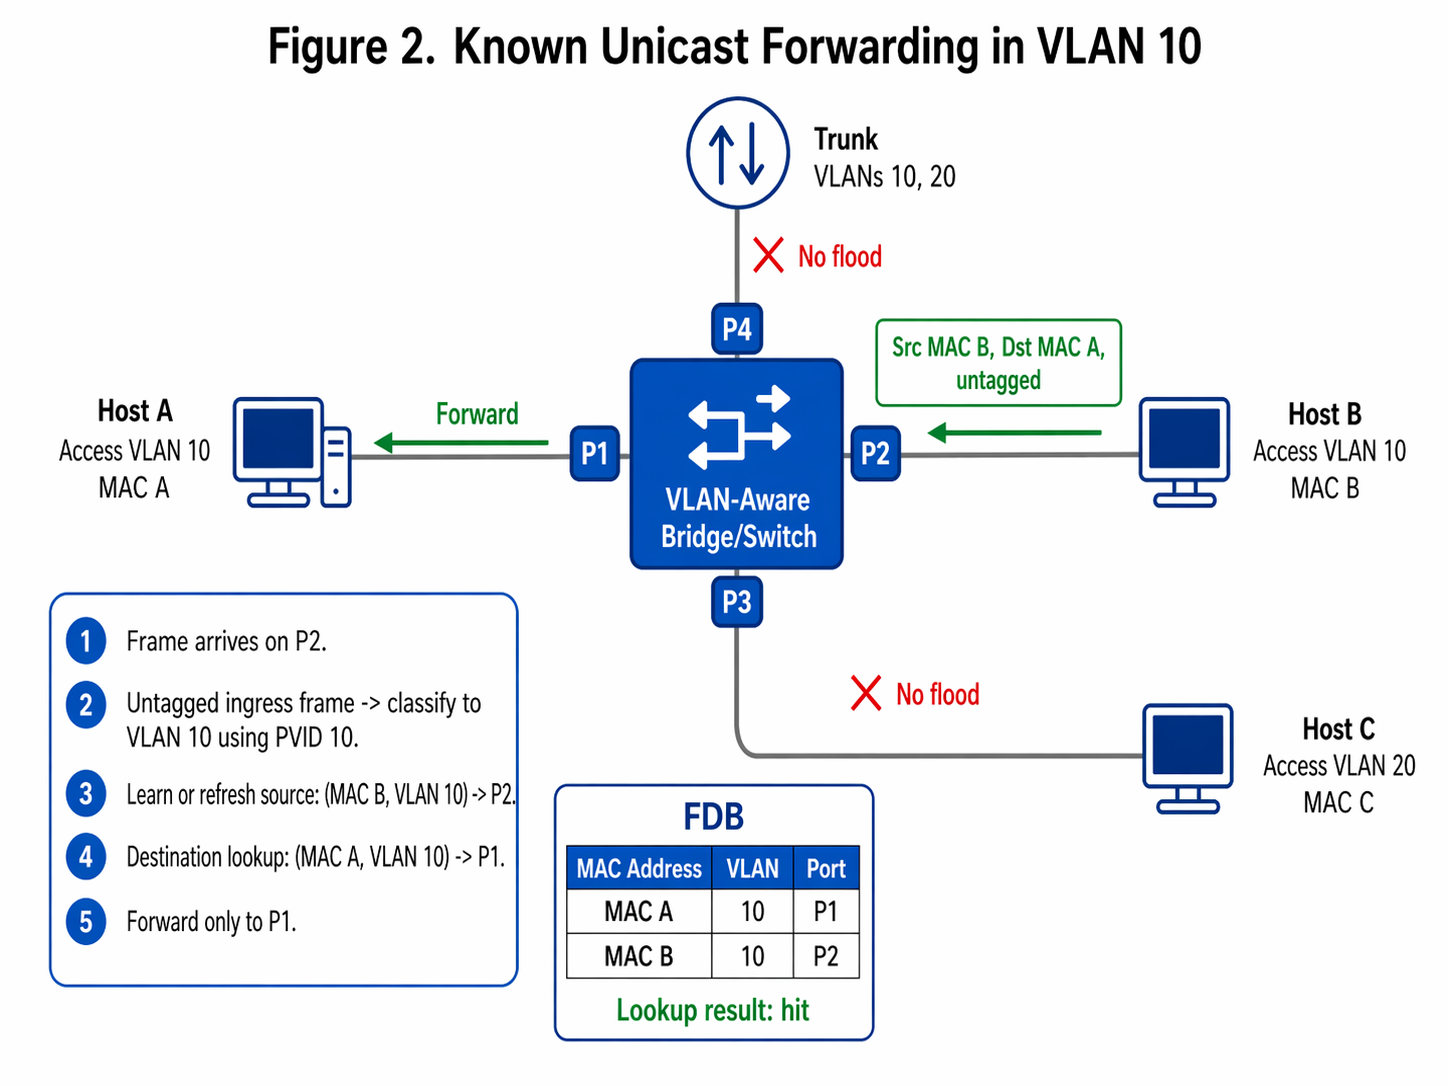 Figure 2. Known Unicast Forwarding in VLAN 10
Trunk
VLANs 10, 20
No flood
P4
Src MAC B, Dst MAC A,
untagged
Host A
Access VLAN 10
MAC A
Forward
P1
VLAN-Aware
Bridge/Switch
P2
Host B
Access VLAN 10
MAC B
P3
No flood
Host C
Access VLAN 20
MAC C
1 Frame arrives on P2.
2 Untagged ingress frame -> classify to
VLAN 10 using PVID 10.
3 Learn or refresh source: (MAC B, VLAN 10) -> P2.
4 Destination lookup: (MAC A, VLAN 10) -> P1.
5 Forward only to P1.
FDB
MAC Address VLAN Port
MAC A 10 P1
MAC B 10 P2
Lookup result: hit